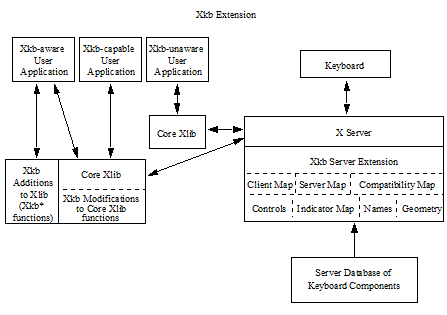 Xkb Extension
Xkb-aware
User
Application
Xkb-capable
User
Application
Xkb-unaware
User
Application
Keyboard
Core Xlib
X Server
Xkb Server Extension
Client Map
Server Map
Compatibility Map
Controls
Indicator Map
Names
Geometry
Xkb
Additions
to Xlib
(Xkb*
functions)
Core Xlib
Xkb Modifications
to Core Xlib
functions
Server Database of
Keyboard Components